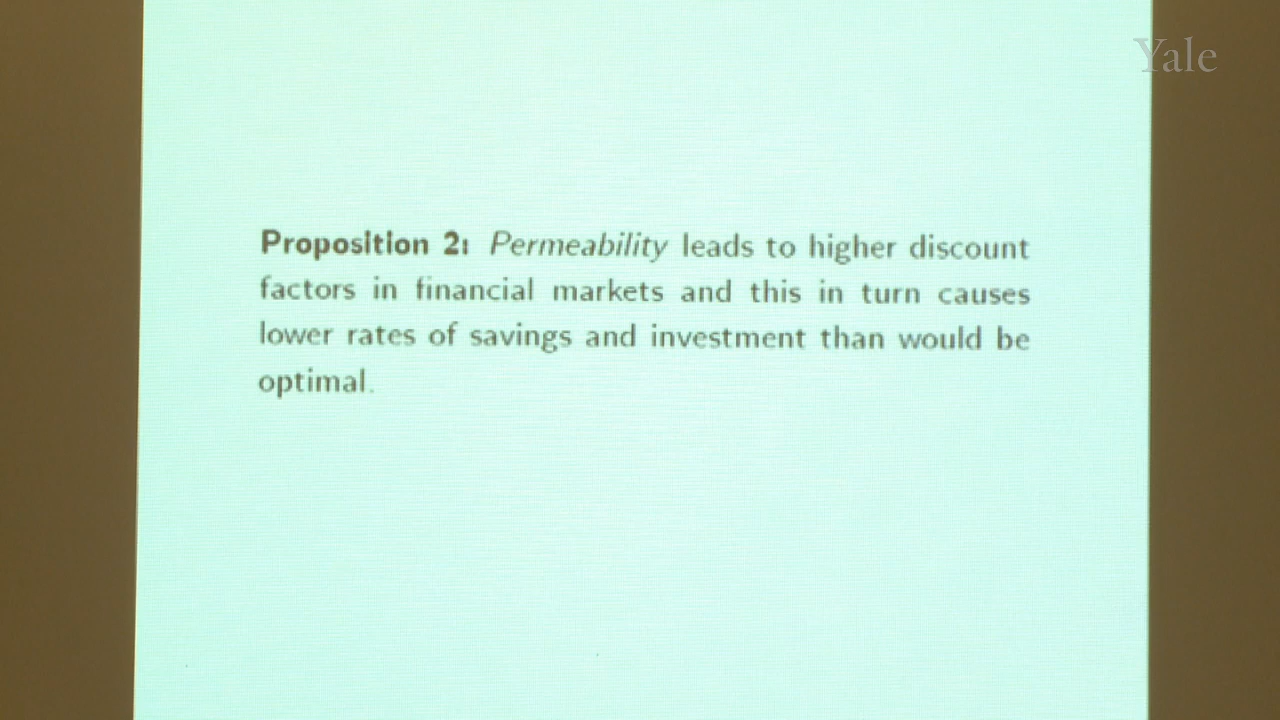 Yale
Proposition 2: Permeability leads to higher discount
factors in financial markets and this in turn causes
lower rates of savings and investment than would be
optimal.